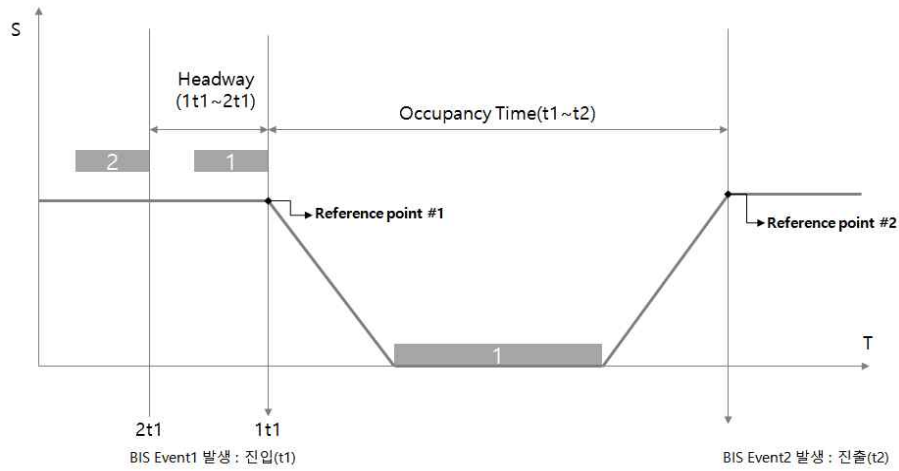 S
Headway
(1t1~2t1)
Occupancy Time(t1~t2)
2
1
Reference point #1
Reference point #2
1
T
2t1
1t1
BIS Event1 발생 : 진입(t1)
BIS Event2 발생 : 진출(t2)